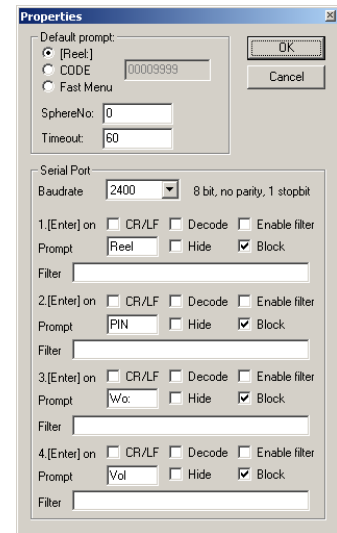 Properties
Default prompt:
[Reel:]
OK
CODE 00009999
Cancel
Fast Menu
SphereNo: 0
Timeout: 60
Serial Port
Baudrate 2400 8 bit, no parity, 1 stopbit
1.[Enter] on CR/LF Decode Enable filter
Prompt Reel Hide Block
Filter
2.[Enter] on CR/LF Decode Enable filter
Prompt PIN Hide Block
Filter
3.[Enter] on CR/LF Decode Enable filter
Prompt Wo: Hide Block
Filter
4.[Enter] on CR/LF Decode Enable filter
Prompt Vol Hide Block
Filter